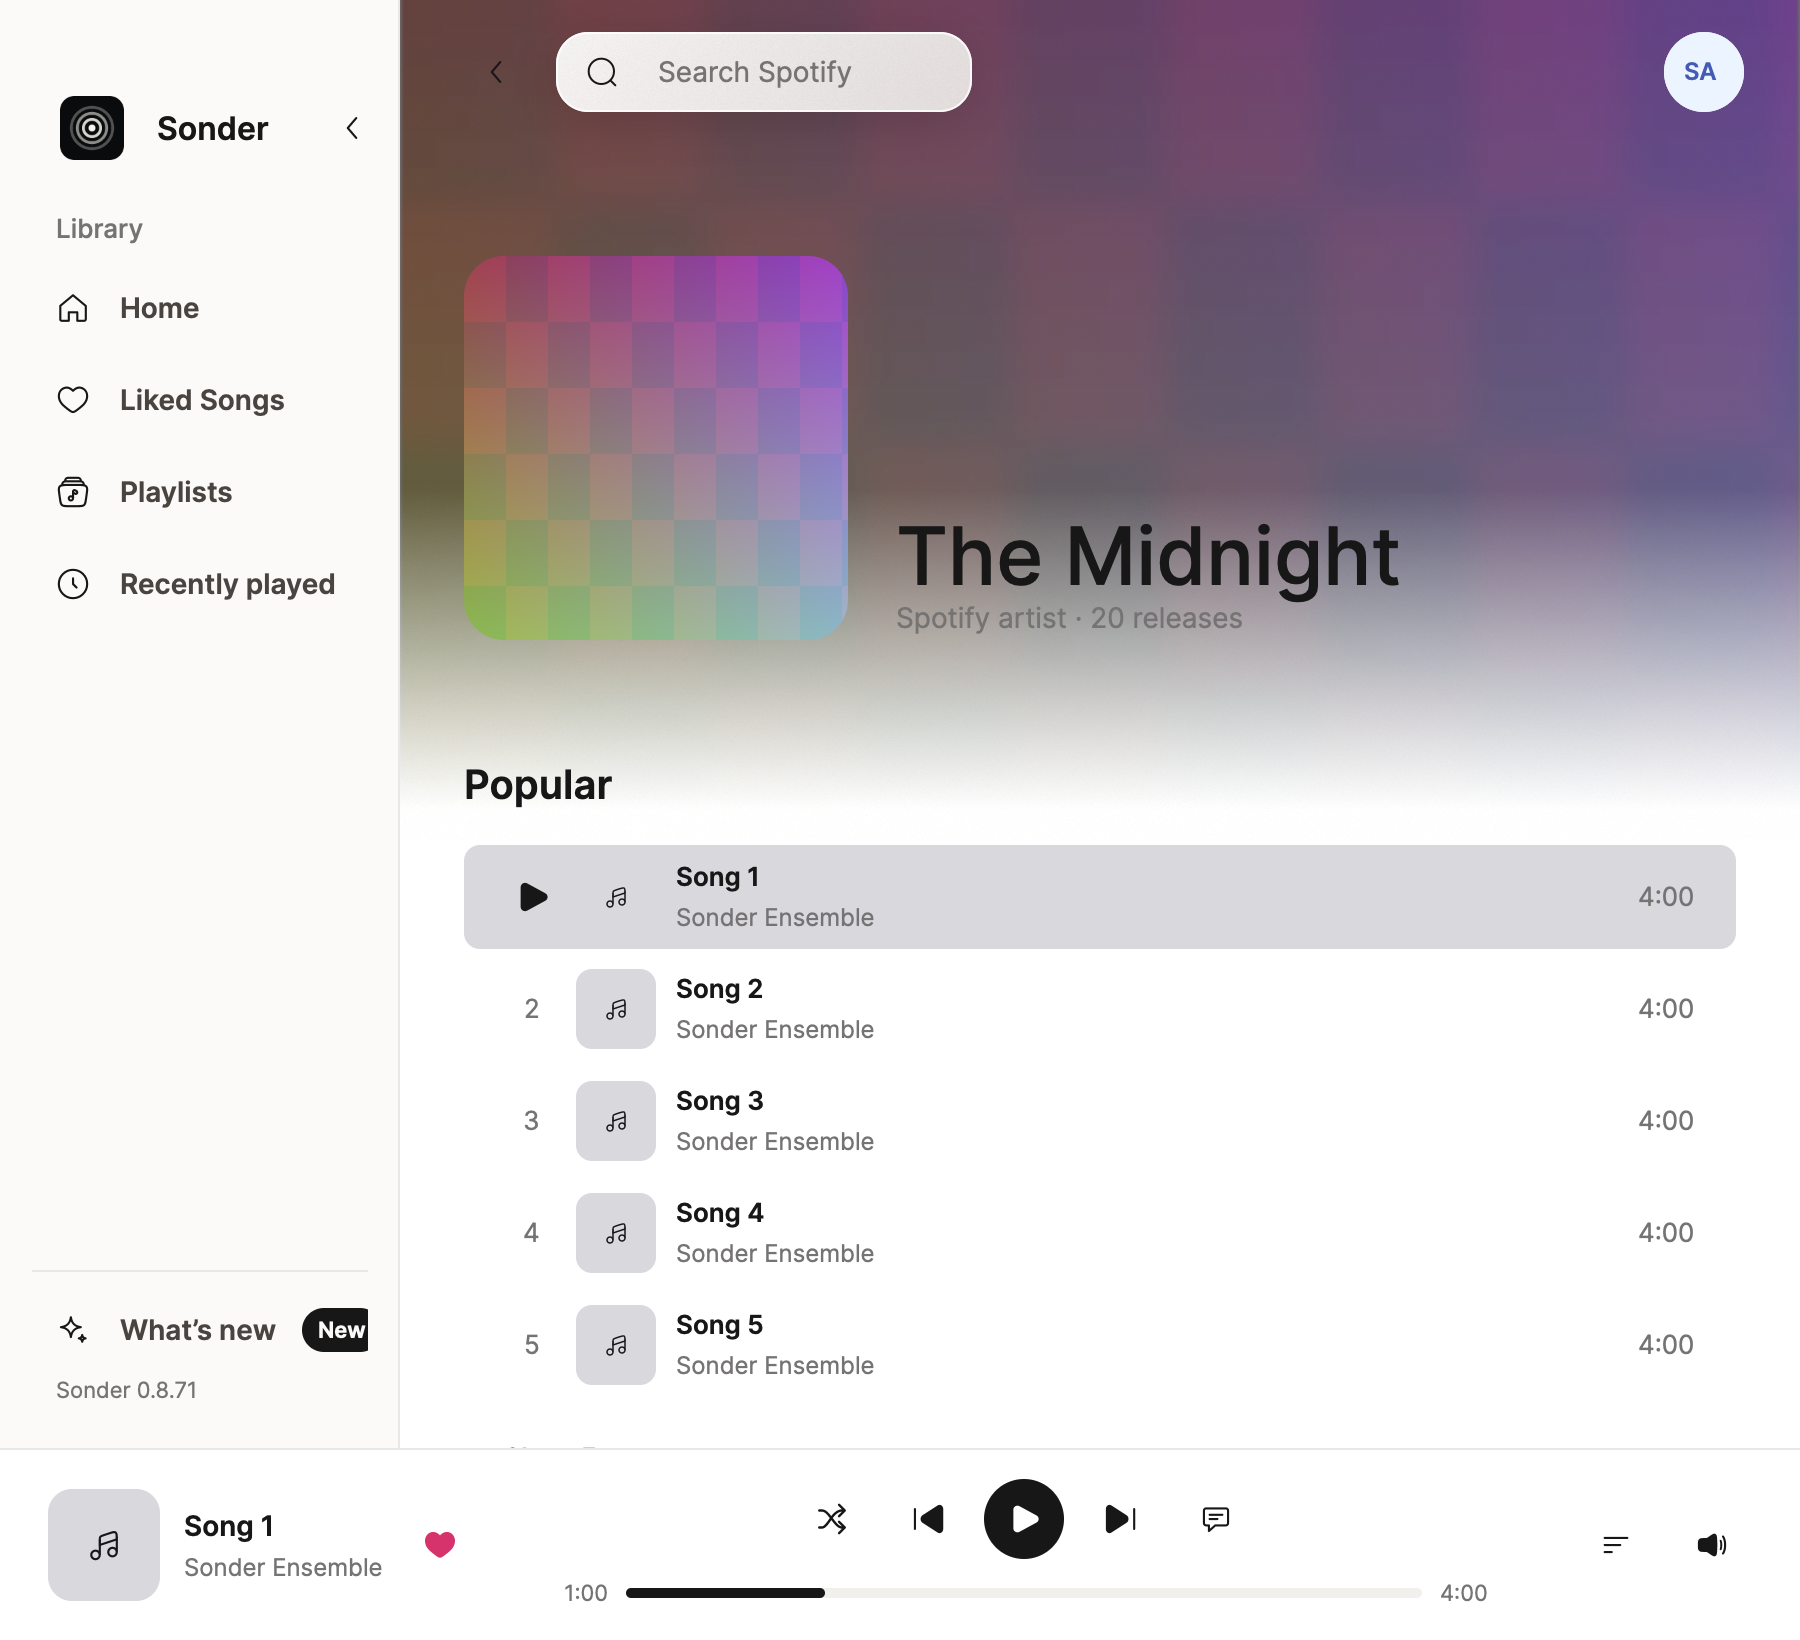 Search Spotify
SA
Sonder
Library
Home
Liked Songs
Playlists
Recently played
The Midnight
Spotify artist · 20 releases
Popular
Song 1
Sonder Ensemble
4:00
2
Song 2
Sonder Ensemble
4:00
3
Song 3
Sonder Ensemble
4:00
4
Song 4
Sonder Ensemble
4:00
5
Song 5
Sonder Ensemble
4:00
What’s new
New
Sonder 0.8.71
Song 1
Sonder Ensemble
1:00
4:00